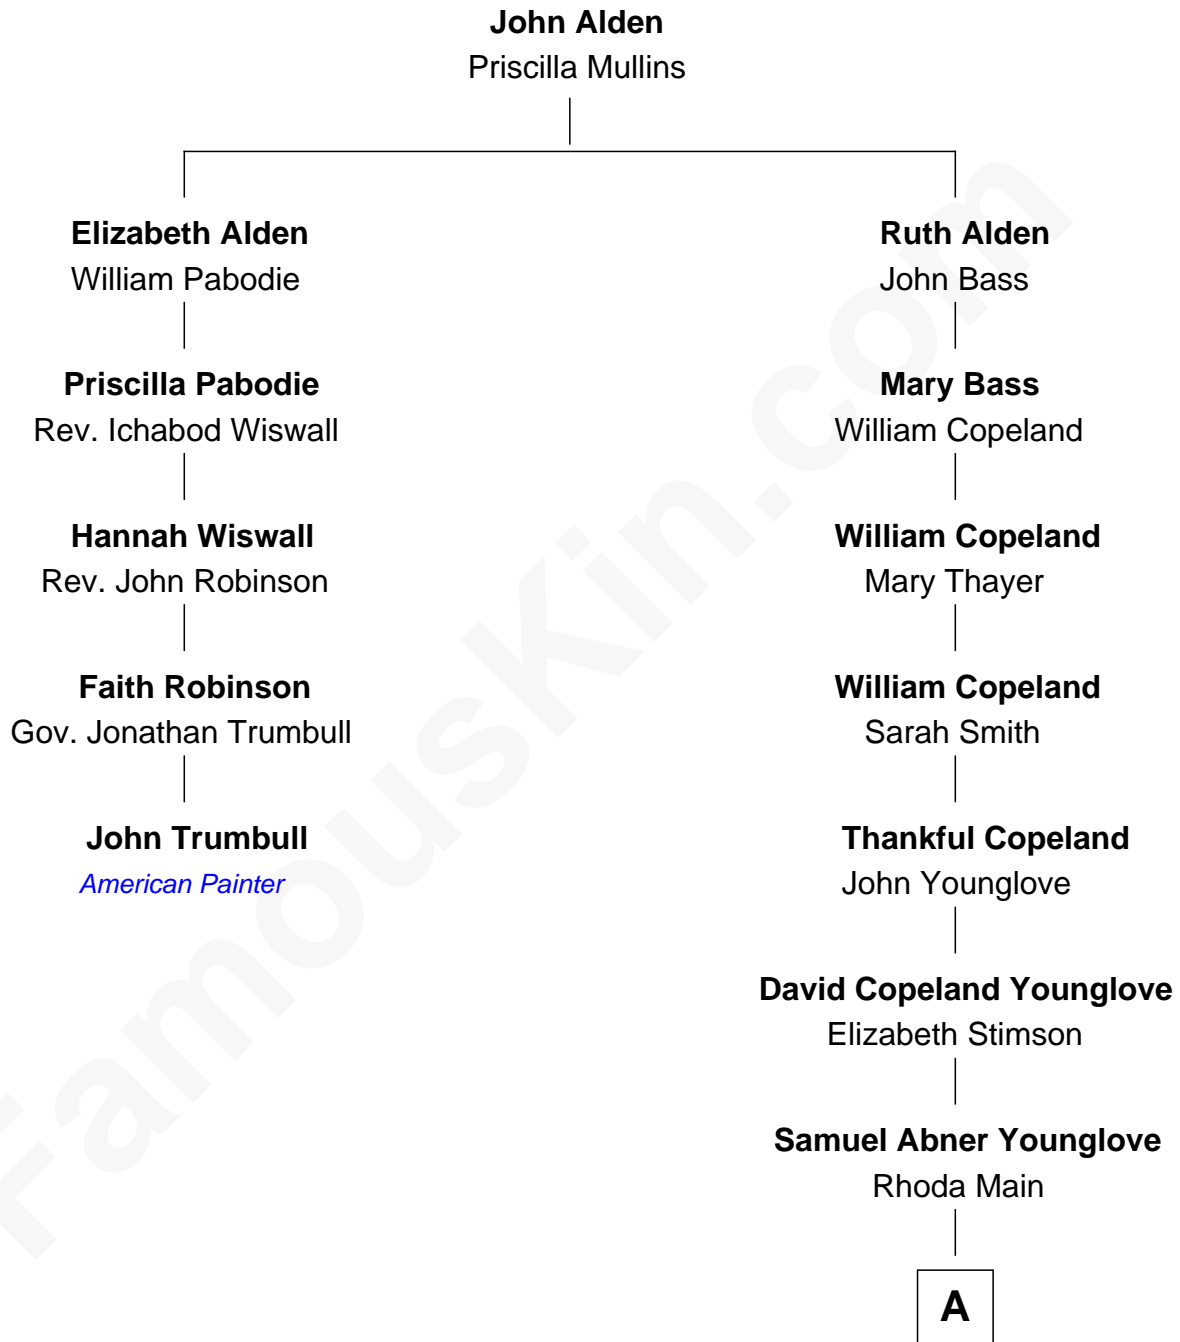 John Alden
Priscilla Mullins
Elizabeth Alden
William Pabodie
Priscilla Pabodie
Rev. Ichabod Wiswall
Hannah Wiswall
Rev. John Robinson
Faith Robinson
Gov. Jonathan Trumbull
John Trumbull
American Painter
Ruth Alden
John Bass
Mary Bass
William Copeland
William Copeland
Mary Thayer
William Copeland
Sarah Smith
Thankful Copeland
John Younglove
David Copeland Younglove
Elizabeth Stimson
Samuel Abner Younglove
Rhoda Main
A
FamousKin.com